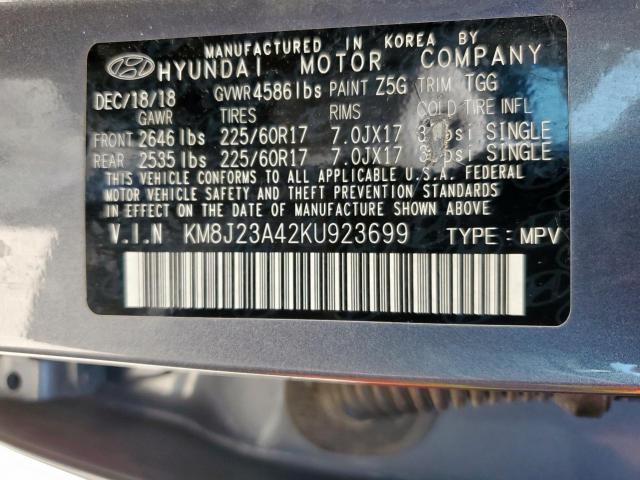 MANUFACTURED IN KOREA BY
HYUNDAI MOTOR COMPANY
DEC/18/18 GVWR 4586 lbs PAINT Z5G TRIM TGG
GAWR TIRES RIMS COLD TIRE INFL
FRONT 2646 lbs 225/60R17 7.0JX17 psi SINGLE
REAR 2535 lbs 225/60R17 7.0JX17 psi SINGLE
THIS VEHICLE CONFORMS TO ALL APPLICABLE U.S.A. FEDERAL
MOTOR VEHICLE SAFETY AND THEFT PREVENTION STANDARDS
IN EFFECT ON THE DATE OF MANUFACTURE SHOWN ABOVE
V.I.N KM8J23A42KU923699 TYPE: MPV